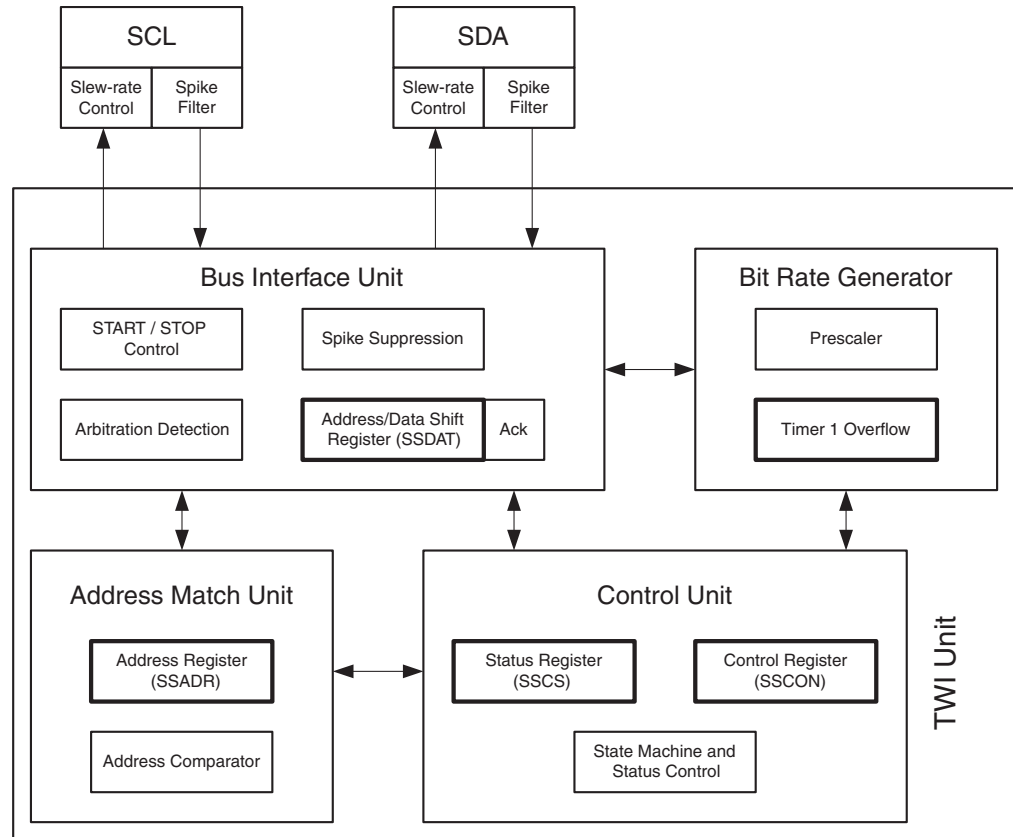 SCL
Slew-rate
Control
Spike
Filter
SDA
Slew-rate
Control
Spike
Filter
Bus Interface Unit
START / STOP
Control
Spike Suppression
Arbitration Detection
Address/Data Shift
Register (SSDAT)
Ack
Bit Rate Generator
Prescaler
Timer 1 Overflow
Address Match Unit
Address Register
(SSADR)
Address Comparator
Control Unit
Status Register
(SSCS)
Control Register
(SSCON)
State Machine and
Status Control
TWI Unit